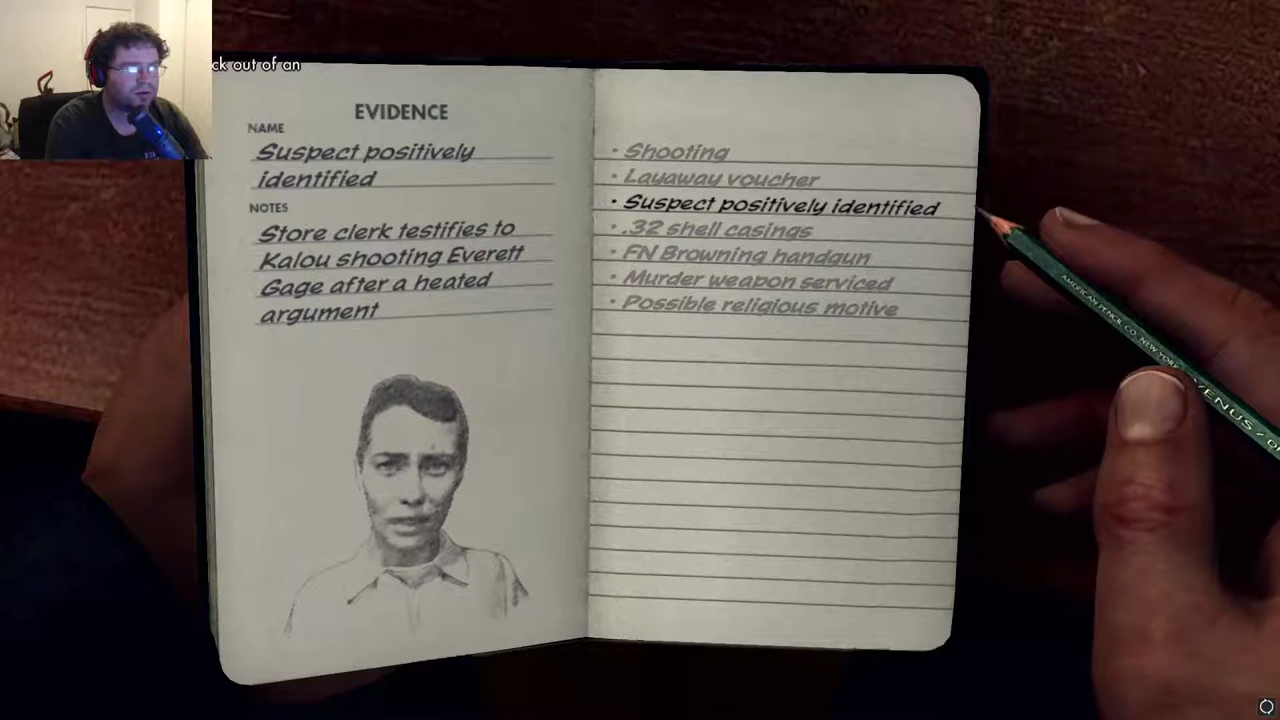 ck out of an
EVIDENCE
NAME
Suspect positively
identified
NOTES
Store clerk testifies to
Kalou shooting Everett
Gage after a heated
argument
• Shooting
• Layaway voucher
• Suspect positively identified
• .32 shell casings
• FN Browning handgun
• Murder weapon serviced
• Possible religious motive
AMERICAN PENCIL CO. NEW YORK
VENUS